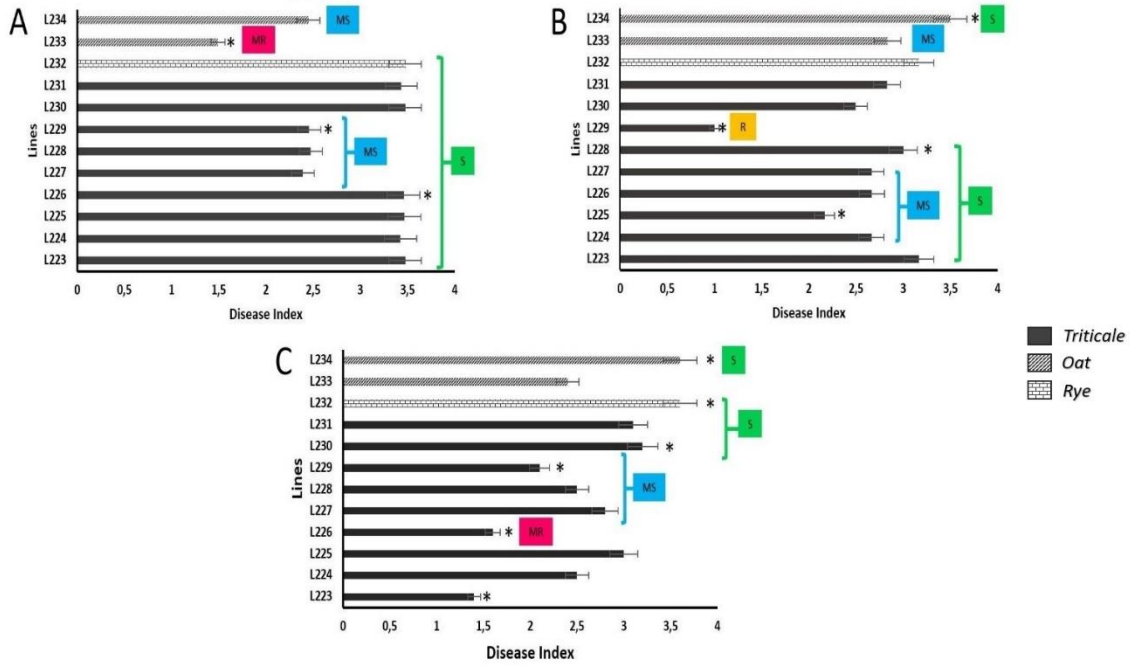 A
L234
MS
L233
*
MR
L232
L231
L230
L229
*
L228
MS
L227
S
L226
*
L225
L224
L223
Lines
0 0,5 1 1,5 2 2,5 3 3,5 4
Disease Index
B
L234
*
S
L233
MS
L232
L231
L230
L229
*
R
L228
*
L227
L226
MS
S
L225
*
L224
L223
Lines
0 0,5 1 1,5 2 2,5 3 3,5 4
Disease Index
C
L234
*
S
L233
L232
*
L231
S
L230
*
L229
*
L228
MS
L227
L226
*
MR
L225
L224
L223
*
Lines
0 0,5 1 1,5 2 2,5 3 3,5 4
Disease Index
Triticale
Oat
Rye